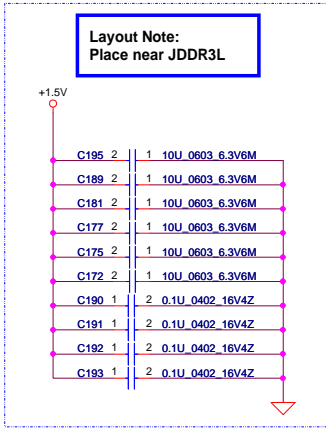 Layout Note:
Place near JDDR3L
+1.5V
C195 2 1 10U_0603_6.3V6M
C189 2 1 10U_0603_6.3V6M
C181 2 1 10U_0603_6.3V6M
C177 2 1 10U_0603_6.3V6M
C175 2 1 10U_0603_6.3V6M
C172 2 1 10U_0603_6.3V6M
C190 1 2 0.1U_0402_16V4Z
C191 1 2 0.1U_0402_16V4Z
C192 1 2 0.1U_0402_16V4Z
C193 1 2 0.1U_0402_16V4Z